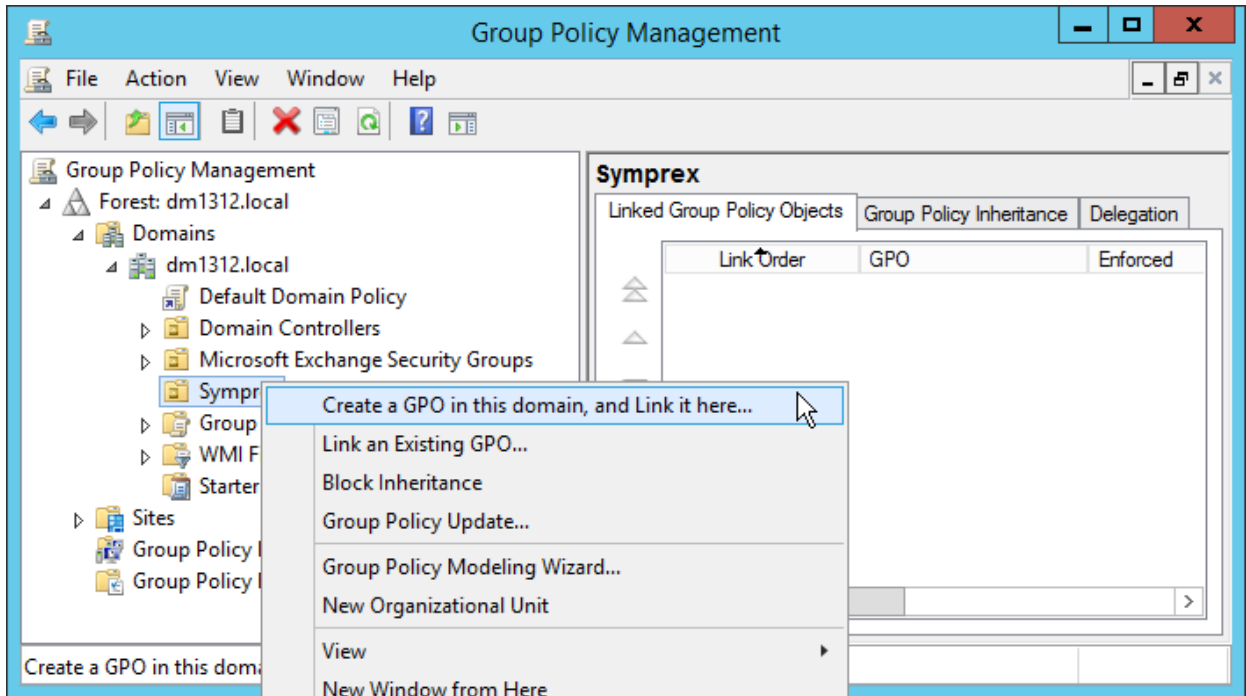 Group Policy Management
File Action View Window Help
Group Policy Management
Forest: dm1312.local
Domains
dm1312.local
Default Domain Policy
Domain Controllers
Microsoft Exchange Security Groups
Sympr
Group
WMI F
Starter
Sites
Group Policy
Group Policy
Symprex
Linked Group Policy Objects Group Policy Inheritance Delegation
Link Order GPO Enforced
Create a GPO in this domain, and Link it here...
Link an Existing GPO...
Block Inheritance
Group Policy Update...
Group Policy Modeling Wizard...
New Organizational Unit
View
New Window from Here
Create a GPO in this doma